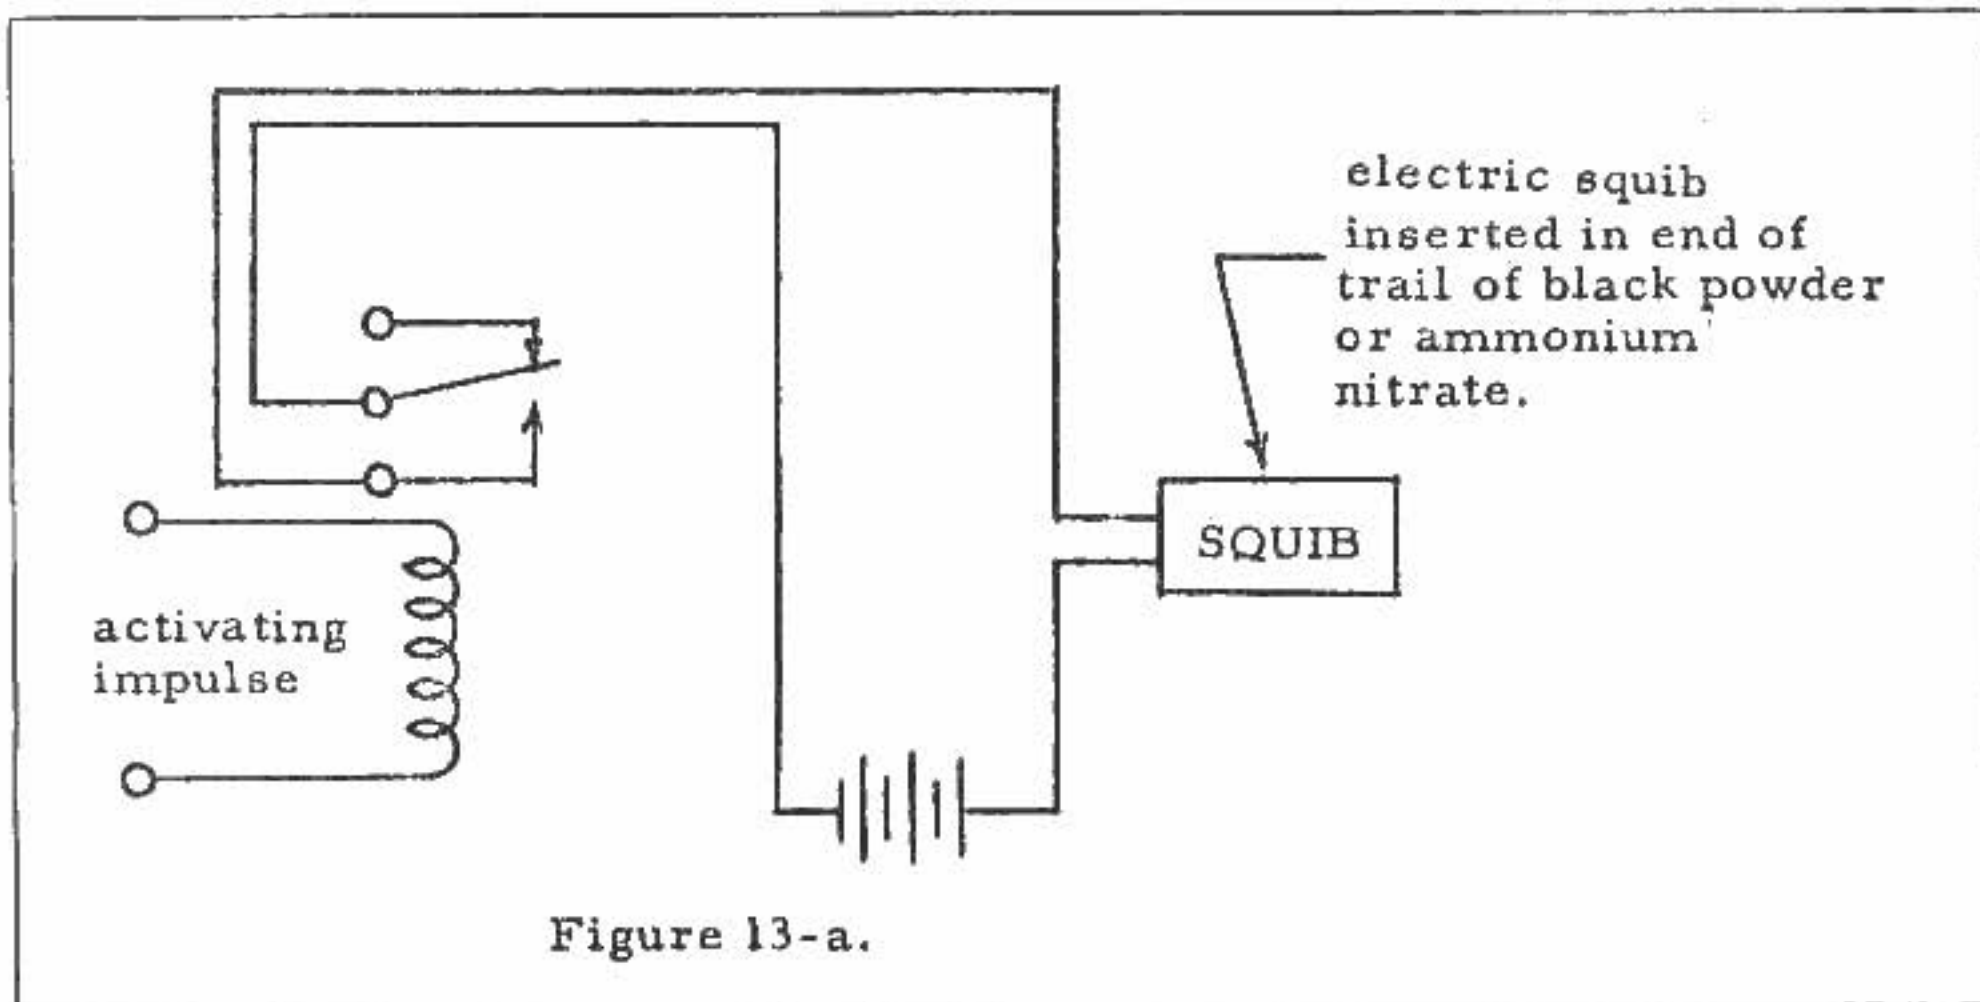 electric squib
inserted in end of
trail of black powder
or ammonium
nitrate.
SQUIB
activating
impulse
Figure 13-a.